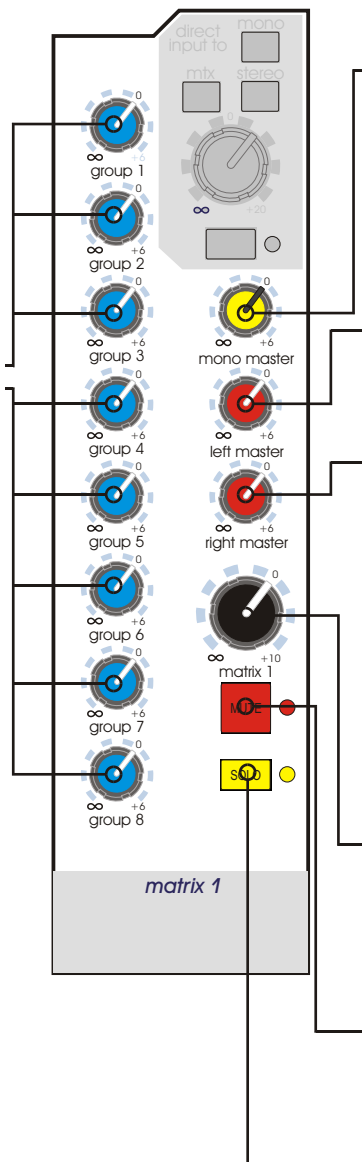 direct
input to
mono
mtx
stereo
0
∞
+20
0
∞
+6
group 1
0
∞
+6
group 2
0
∞
+6
group 3
0
∞
+6
mono master
0
∞
+6
group 4
0
∞
+6
left master
0
∞
+6
group 5
0
∞
+6
right master
0
∞
+6
group 6
0
∞
+10
matrix 1
0
∞
+6
group 7
MUTE
0
∞
+6
group 8
SOLO
matrix 1